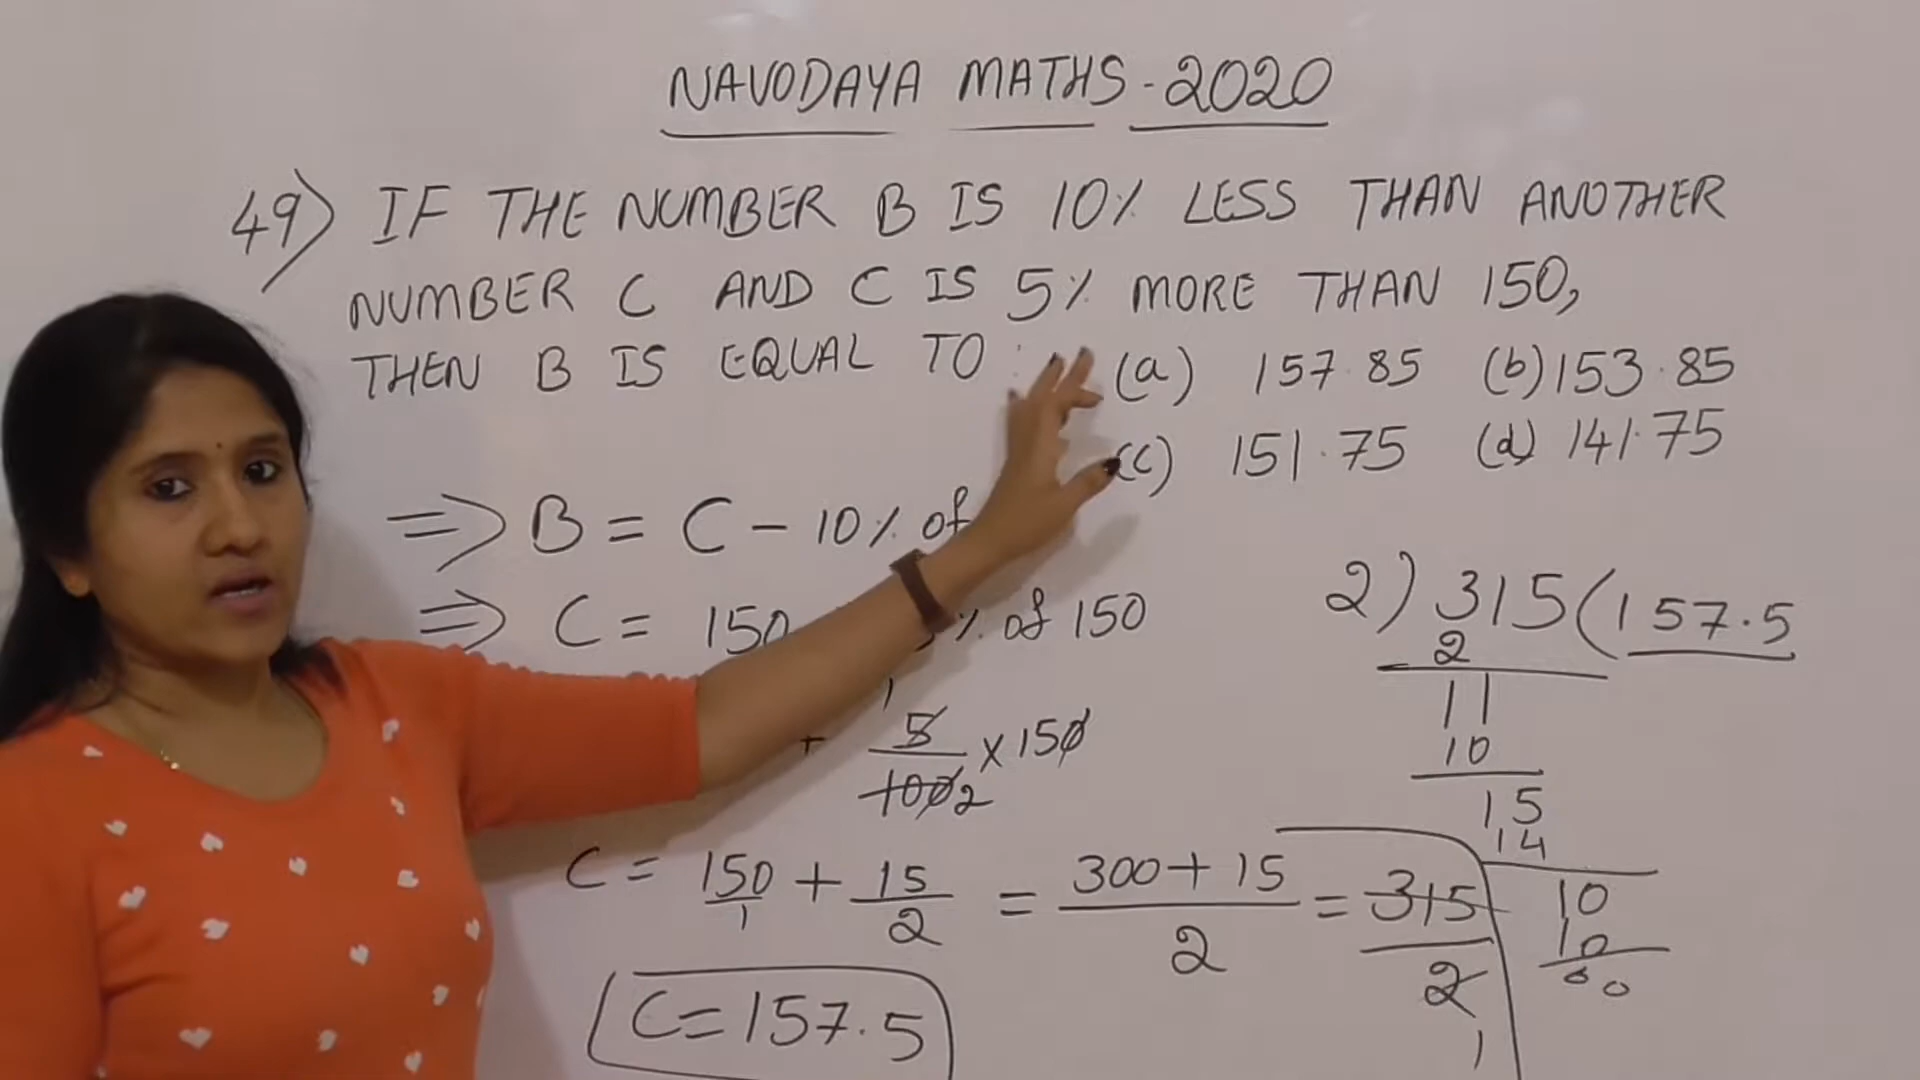 NAVODAYA MATHS-2020
49) IF THE NUMBER B IS 10% LESS THAN ANOTHER
NUMBER C AND C IS 5% MORE THAN 150,
THEN B IS EQUAL TO : (a) 157.85 (b) 153.85
(c) 151.75 (d) 141.75
⇒ B = C - 10% of
⇒ C = 150 % of 150
+ 5/100 × 150
1 2
C = 150/1 + 15/2 = 300+15/2 = 315/2
1
C = 157.5
2) 315 ( 157.5
2
11
10
15
14
10
10
00